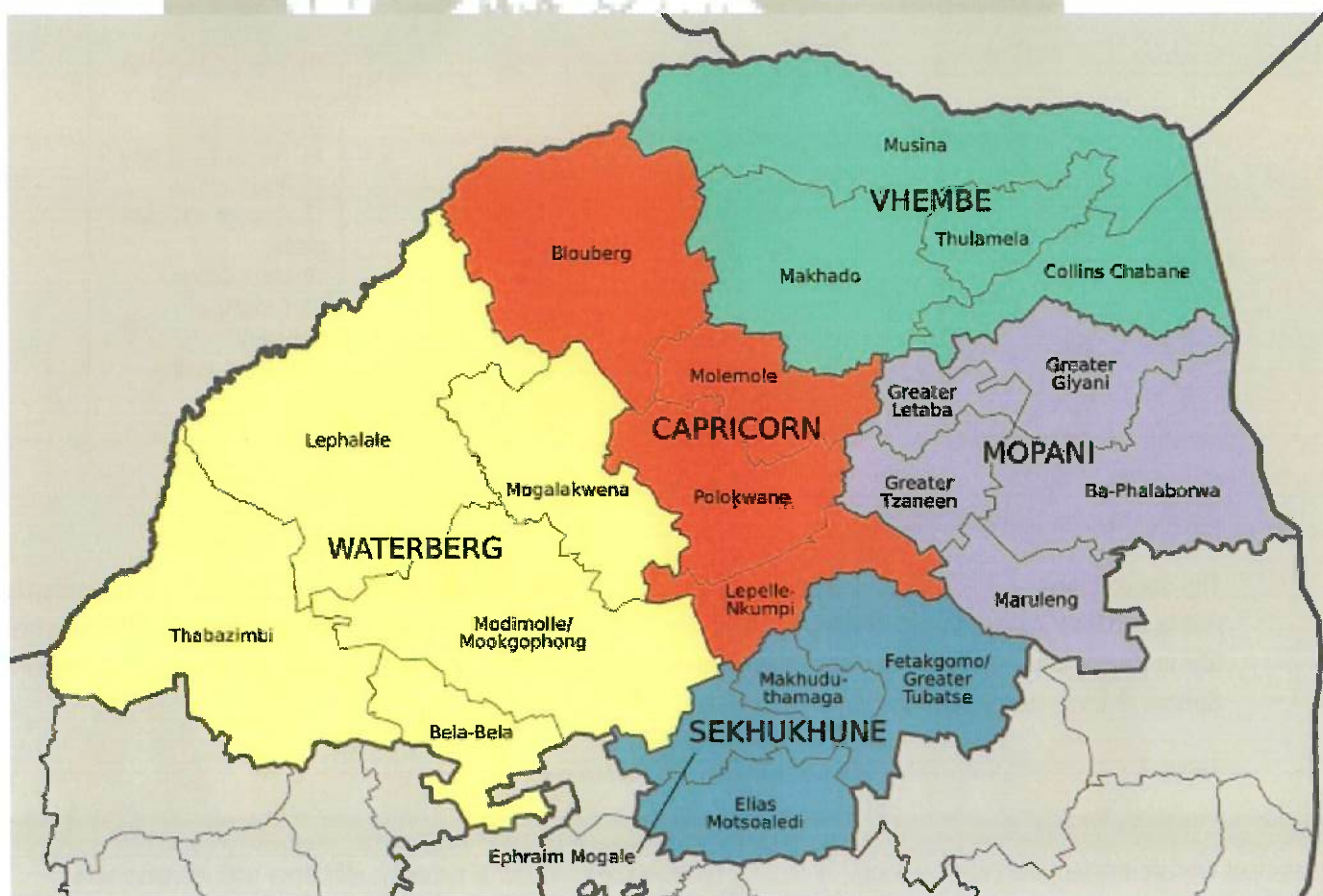 Musina
VHEMBE
Thulamela
Blouberg
Makhado
Collins Chabane
Molemole
Greater
Giyani
Greater
Letaba
CAPRICORN
Lephalale
MOPANI
Mogalakwena
Polokwane
Greater
Tzaneen
Ba-Phalaborwa
WATERBERG
Lepelle-
Nkumpi
Maruleng
Thabazimbi
Modimolle/
Mookgophong
Makhudu-
thamaga
Fetakgomo/
Greater
Tubatse
Bela-Bela
SEKHUKHUNE
Elias
Motsoaledi
Ephraim Mogale